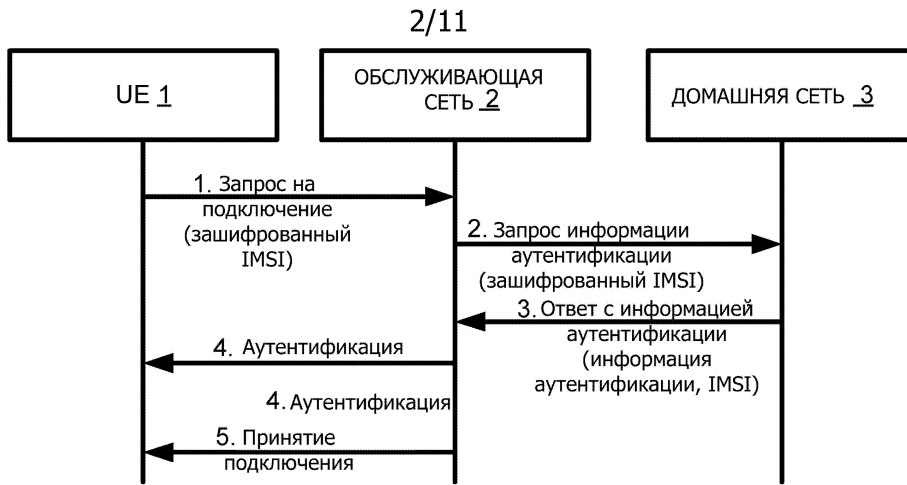 2/11
UE 1
ОБСЛУЖИВАЮЩАЯ
СЕТЬ 2
ДОМАШНЯЯ СЕТЬ 3
1. Запрос на
подключение
(зашифрованный
IMSI)
2. Запрос информации
аутентификации
(зашифрованный IMSI)
3. Ответ с информацией
аутентификации
(информация
аутентификации, IMSI)
4. Аутентификация
4. Аутентификация
5. Принятие
подключения